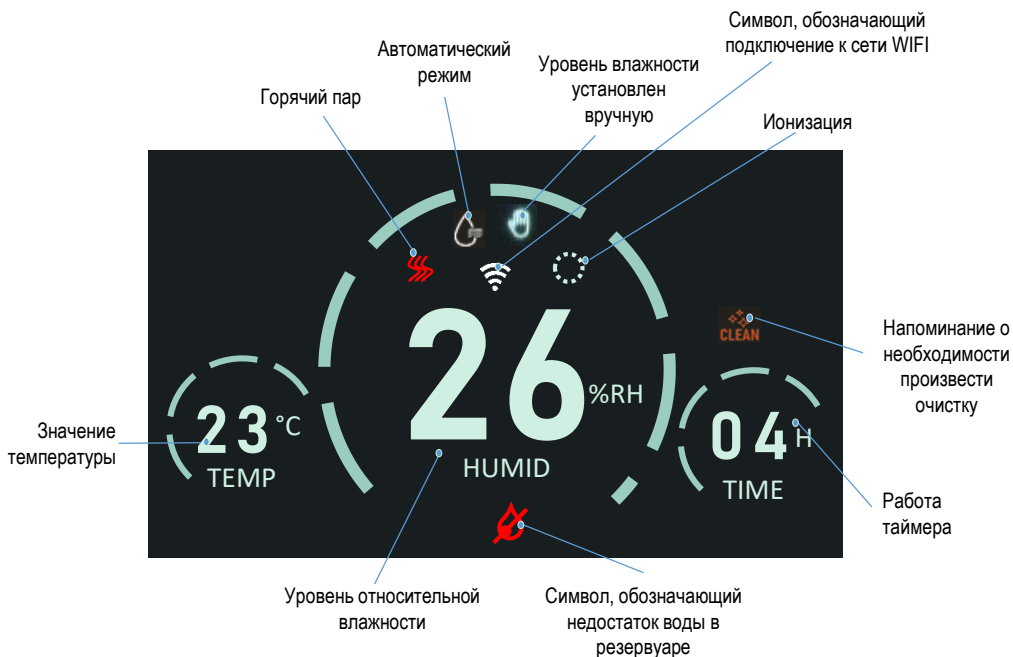 Символ, обозначающий
подключение к сети WIFI
Автоматический
режим
Уровень влажности
установлен
вручную
Горячий пар
Ионизация
CLEAN
Напоминание о
необходимости
произвести
очистку
26
%RH
HUMID
23
°C
TEMP
04
H
TIME
Значение
температуры
Работа
таймера
Уровень относительной
влажности
Символ, обозначающий
недостаток воды в
резервуаре